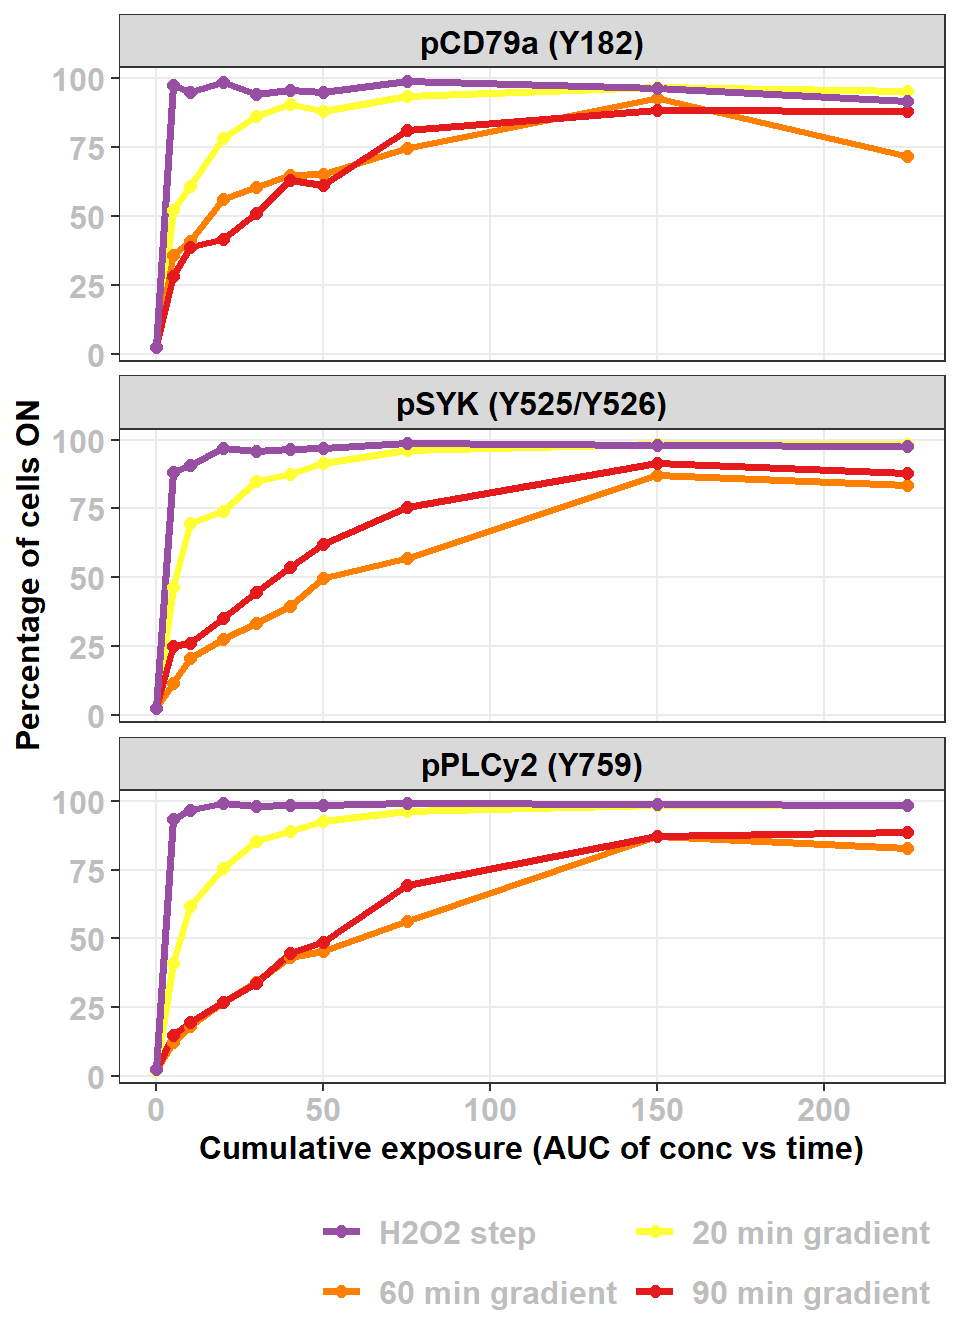 pCD79a (Y182)
100
75
50
25
0
pSYK (Y525/Y526)
100
75
50
25
0
Percentage of cells ON
pPLCy2 (Y759)
100
75
50
25
0
0 50 100 150 200
Cumulative exposure (AUC of conc vs time)
H2O2 step 20 min gradient
60 min gradient 90 min gradient